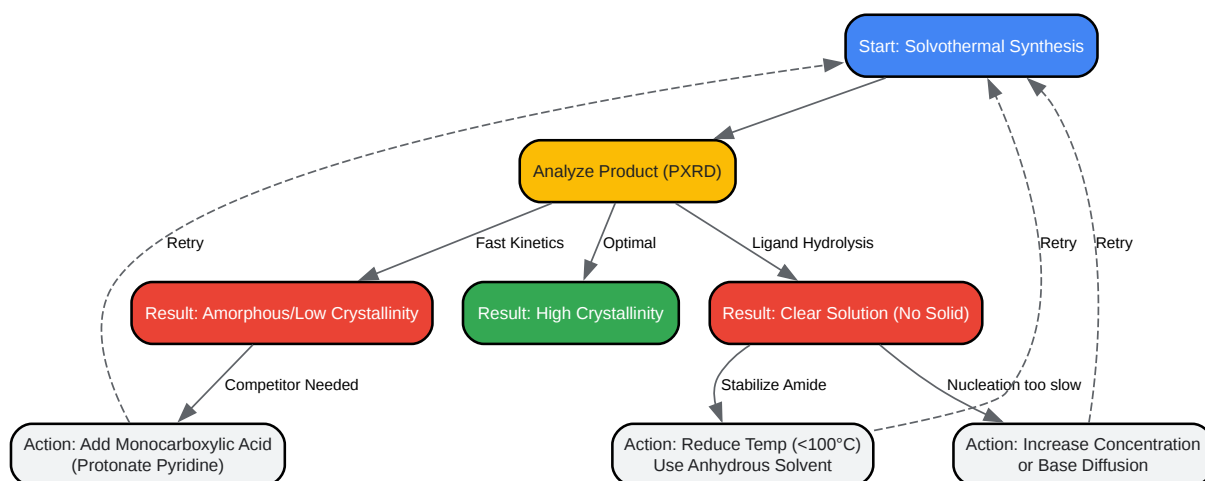 Start: Solvothermal Synthesis
Analyze Product (PXRD)
Retry
Fast Kinetics
Optimal
Ligand Hydrolysis
Retry
Retry
Result: Amorphous/Low Crystallinity
Result: High Crystallinity
Result: Clear Solution (No Solid)
Competitor Needed
Stabilize Amide
Nucleation too slow
Action: Add Monocarboxylic Acid
(Protonate Pyridine)
Action: Reduce Temp (<100°C)
Use Anhydrous Solvent
Action: Increase Concentration
or Base Diffusion